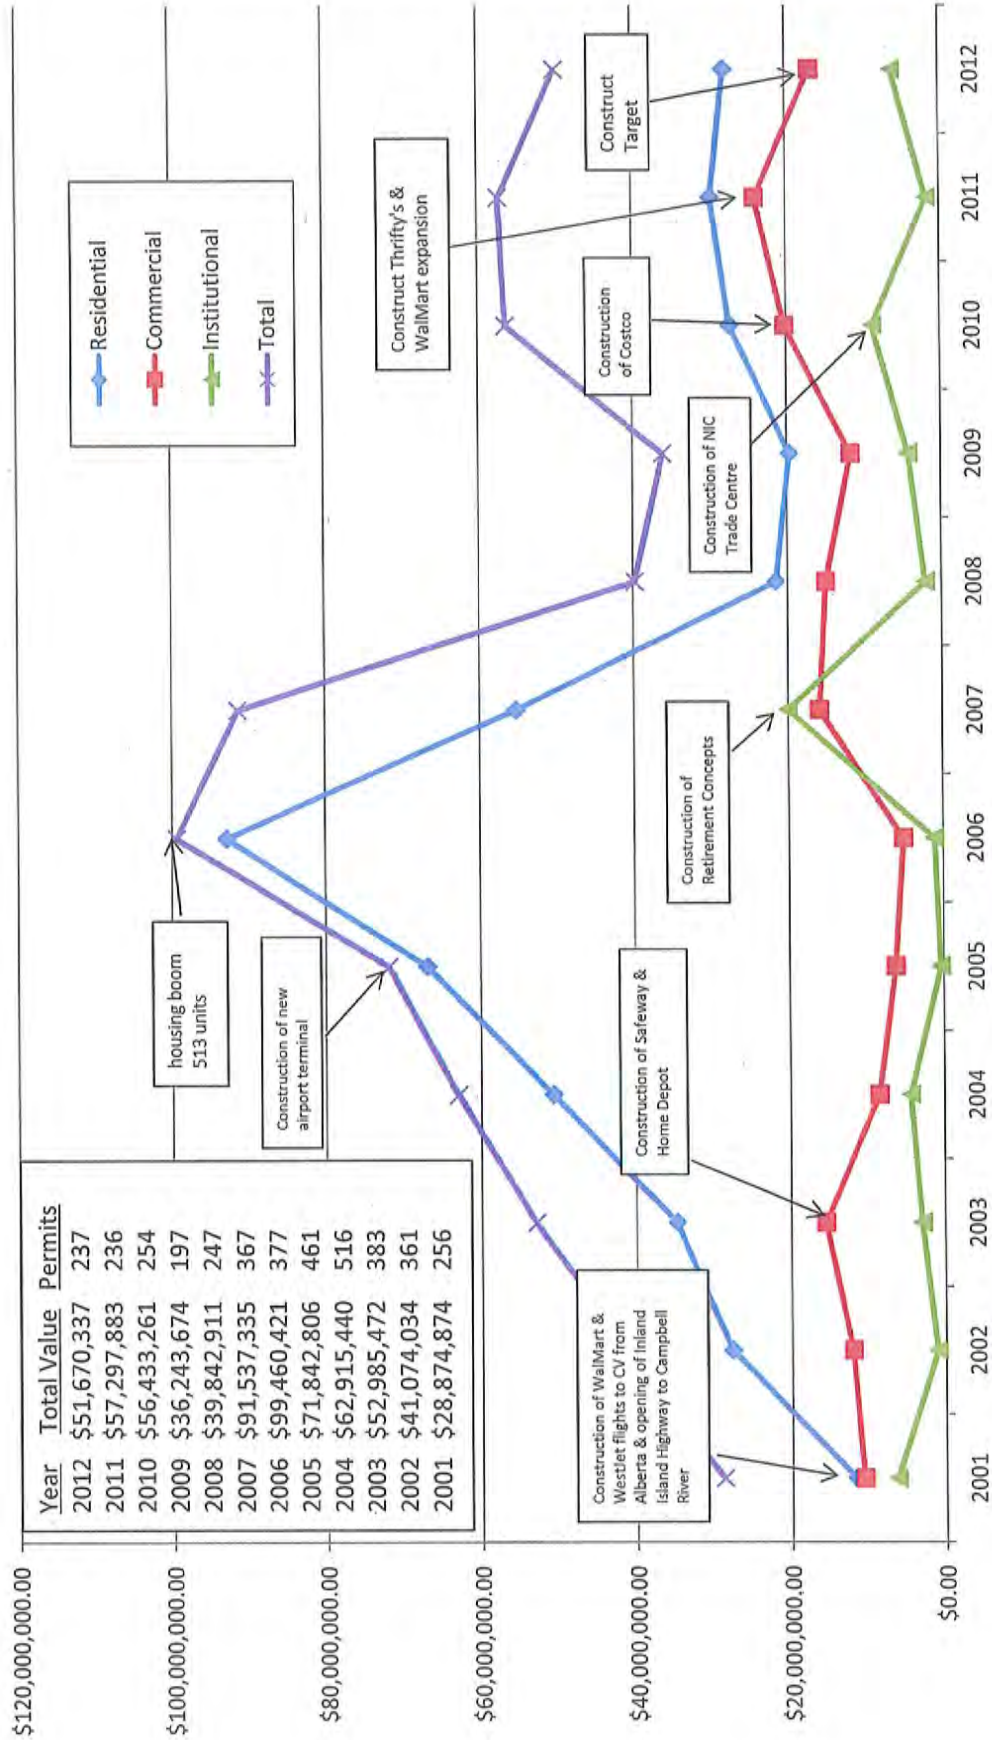 $120,000,000.00
$100,000,000.00
$80,000,000.00
$60,000,000.00
$40,000,000.00
$20,000,000.00
$0.00
Year Total Value Permits
2012 $51,670,337 237
2011 $57,297,883 236
2010 $56,433,261 254
2009 $36,243,674 197
2008 $39,842,911 247
2007 $91,537,335 367
2006 $99,460,421 377
2005 $71,842,806 461
2004 $62,915,440 516
2003 $52,985,472 383
2002 $41,074,034 361
2001 $28,874,874 256
housing boom
513 units
Construction of new
airport terminal
Residential
Commercial
Institutional
Total
Construct Thrifty's &
WalMart expansion
Construct
Target
Construction
of Costco
Construction of NIC
Trade Centre
Construction of
Retirement Concepts
Construction of Safeway &
Home Depot
Construction of WalMart &
WestJet flights to CV from
Alberta & opening of Inland
Island Highway to Campbell
River
2001
2002
2003
2004
2005
2006
2007
2008
2009
2010
2011
2012